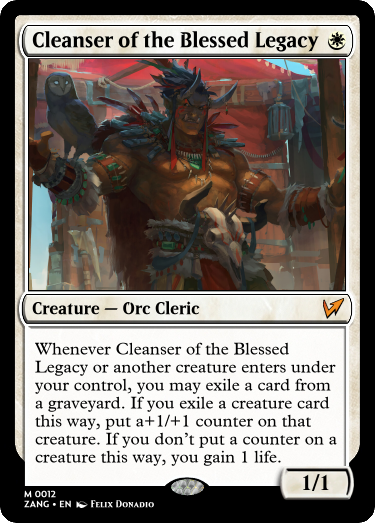 Cleanser of the Blessed Legacy
Creature — Orc Cleric
Whenever Cleanser of the Blessed
Legacy or another creature enters under
your control, you may exile a card from
a graveyard. If you exile a creature card
this way, put a+1/+1 counter on that
creature. If you don't put a counter on a
creature this way, you gain 1 life.
1/1
M 0012
ZANG • EN Felix Donadio